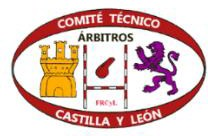 COMITÉ TÉCNICO
ÁRBITROS
FRCyL
CASTILLA Y LEÓN